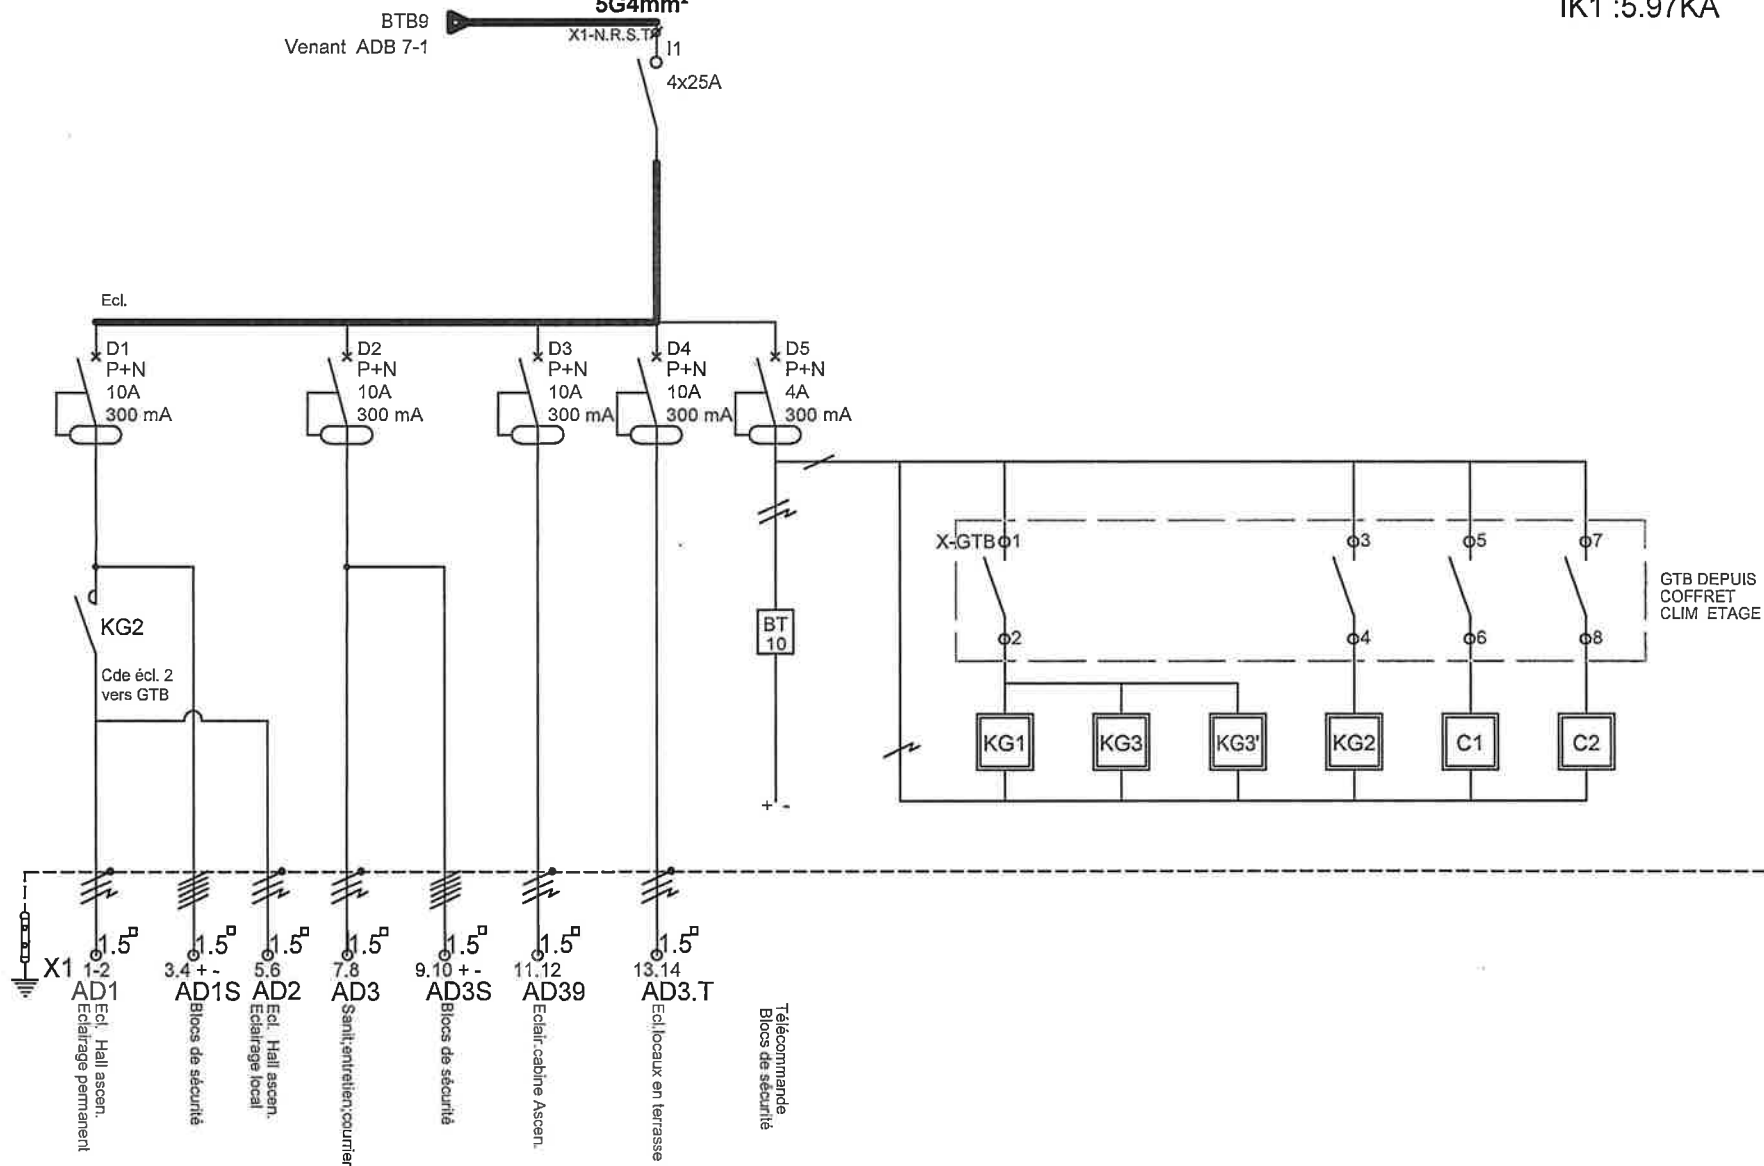 5G4mm²
IK1 :5.97KA
BTB9
Venant ADB 7-1
X1-N.R.S.T
I1
4x25A
Ecl.
D1
P+N
10A
300 mA
D2
P+N
10A
300 mA
D3
P+N
10A
300 mA
D4
P+N
10A
300 mA
D5
P+N
4A
300 mA
X-GTB
1
3
5
7
2
4
6
8
GTB DEPUIS
COFFRET
CLIM ETAGE
KG2
Cde écl. 2
vers GTB
BT
10
KG1
KG3
KG3'
KG2
C1
C2
+ -
1.5
1.5
1.5
1.5
1.5
1.5
1.5
X1
1-2
3.4 + -
5.6
7.8
9.10 + -
11.12
13.14
AD1
AD1S
AD2
AD3
AD3S
AD39
AD3.T
Ecl. Hall ascen.
Eclairage permanent
Blocs de sécurité
Ecl. Hall ascen.
Eclairage local
Sanit;entretien;courrier
Blocs de sécurité
Eclair.cabine Ascen.
Ecl.locaux en terrasse
Télécommande
Blocs de sécurité